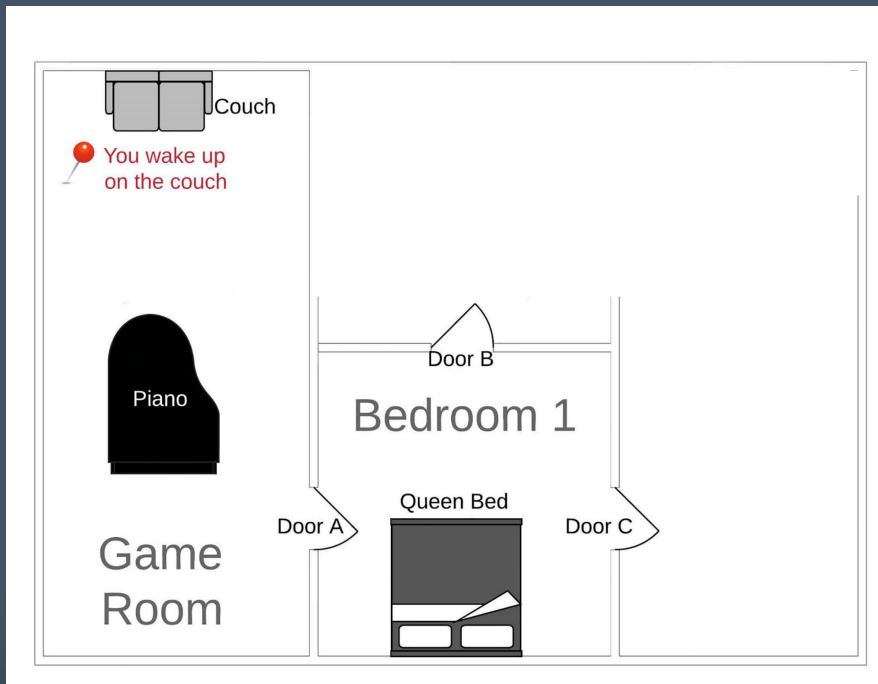 Couch
You wake up
on the couch
Door B
Piano
Bedroom 1
Queen Bed
Door A
Door C
Game
Room